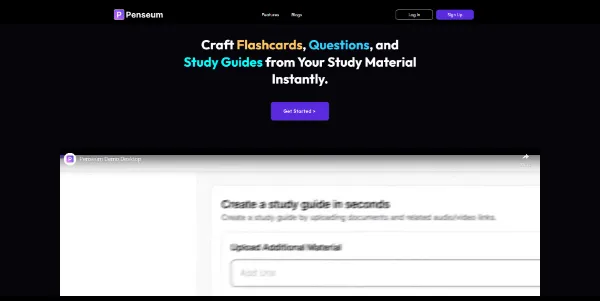 Penseum
Features Blogs
Log In Sign Up
Craft Flashcards, Questions, and
Study Guides from Your Study Material
Instantly.
Get Started >
Penseum Demo Desktop
Create a study guide in seconds
Create a study guide by uploading documents and related audio/video links.
Upload Additional Material
Add Link